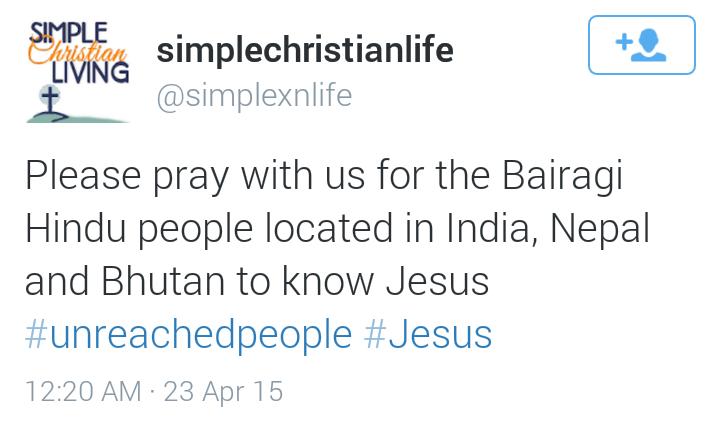 SIMPLE
Christian
LIVING
simplechristianlife
@simplexnlife
Please pray with us for the Bairagi
Hindu people located in India, Nepal
and Bhutan to know Jesus
#unreachedpeople #Jesus
12:20 AM · 23 Apr 15